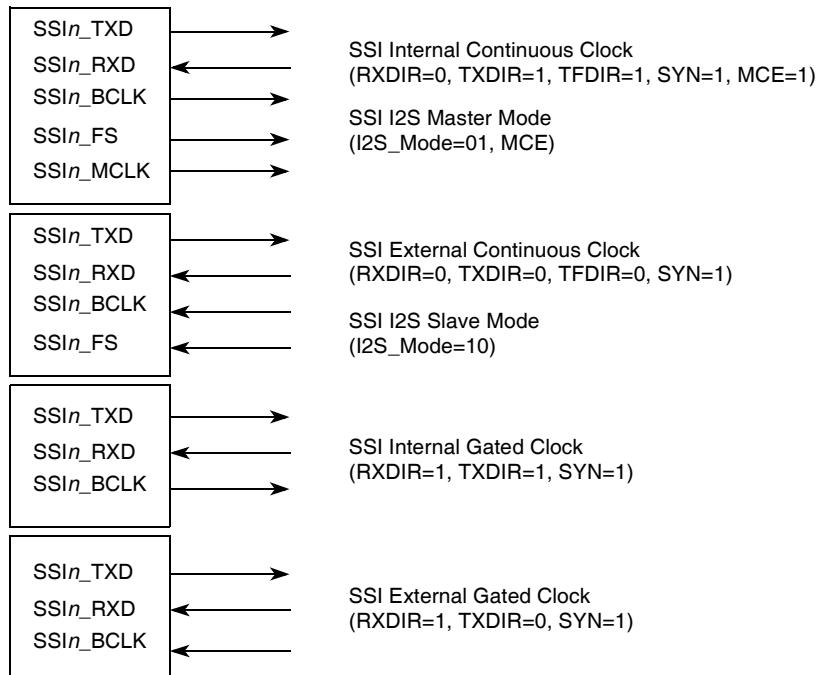 SSIn_TXD
SSIn_RXD
SSIn_BCLK
SSIn_FS
SSIn_MCLK
SSI Internal Continuous Clock
(RXDIR=0, TXDIR=1, TFDIR=1, SYN=1, MCE=1)
SSI I2S Master Mode
(I2S_Mode=01, MCE)
SSIn_TXD
SSIn_RXD
SSIn_BCLK
SSIn_FS
SSI External Continuous Clock
(RXDIR=0, TXDIR=0, TFDIR=0, SYN=1)
SSI I2S Slave Mode
(I2S_Mode=10)
SSIn_TXD
SSIn_RXD
SSIn_BCLK
SSI Internal Gated Clock
(RXDIR=1, TXDIR=1, SYN=1)
SSIn_TXD
SSIn_RXD
SSIn_BCLK
SSI External Gated Clock
(RXDIR=1, TXDIR=0, SYN=1)